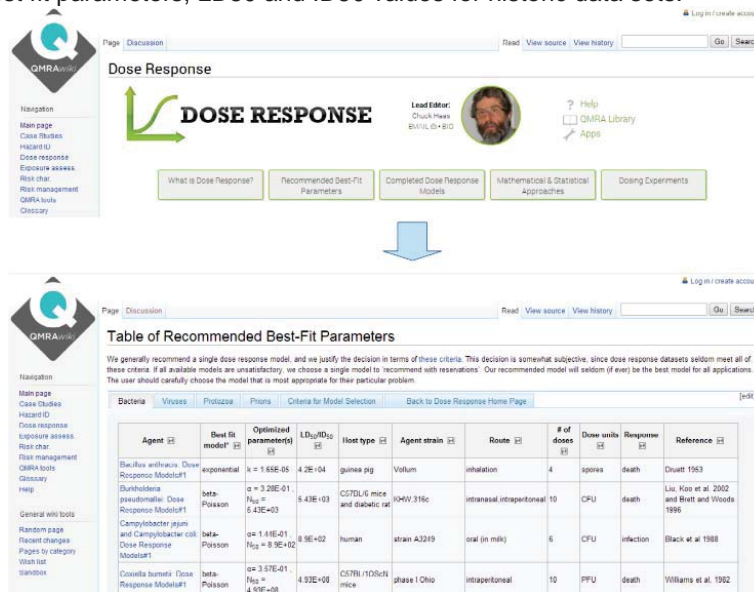 Log in / create accou
Page Discussion Read View source View history Go Searc
QMRAwiki
Dose Response
DOSE RESPONSE
Lead Editor:
Chuck Haas
EMAIL • BIO
? Help
QMRA Library
Apps
Navigation
Main page
Case Studies
Hazard ID
Dose response
Exposure assess.
Risk char.
Risk management
QMRA tools
Glossary
What is Dose Response?
Recommended Best-Fit
Parameters
Completed Dose Response
Models
Mathematical & Statistical
Approaches
Dosing Experiments
Log in / create accou
Page Discussion Read View source View history Go Searc
QMRAwiki
Table of Recommended Best-Fit Parameters
We generally recommend a single dose response model, and we justify the decision in terms of these criteria. This decision is somewhat subjective, since dose response datasets seldom meet all of
these criteria. If all available models are unsatisfactory, we choose a single model to 'recommend with reservations'. Our recommended model will seldom (if ever) be the best model for all applications.
The user should carefully choose the model that is most appropriate for their particular problem.
Navigation
Main page
Case Studies
Hazard ID
Dose response
Exposure assess.
Risk char.
Risk management
QMRA tools
Glossary
Help
General wiki tools
Random page
Recent changes
Pages by category
Wish list
Sandbox
[edit
Bacteria Viruses Protozoa Prions Criteria for Model Selection Back to Dose Response Home Page
Agent Best fit model* Optimized parameter(s) LD50/ID50 Host type Agent strain Route # of doses Dose units Response Reference
Bacillus anthracis: Dose Response Models#1 exponential k = 1.65E-05 4.2E+04 guinea pig Vollum inhalation 4 spores death Druett 1953
Burkholderia pseudomallei: Dose Response Models#1 beta-Poisson α = 3.28E-01, N50 = 5.43E+03 5.43E+03 C57BL/6 mice and diabetic rat KHW,316c intranasal,intraperitoneal 10 CFU death Liu, Koo et al. 2002 and Brett and Woods 1996
Campylobacter jejuni and Campylobacter coli: Dose Response Models#1 beta-Poisson α= 1.44E-01 N50 = 8.9E+02 8.9E+02 human strain A3249 oral (in milk) 6 CFU infection Black et al 1988
Coxiella burnetii: Dose Response Models#1 beta-Poisson α= 3.57E-01, N50 = 4.93E+08 4.93E+08 C57BL/10ScN mice phase I Ohio intraperitoneal 10 PFU death Williams et al. 1982